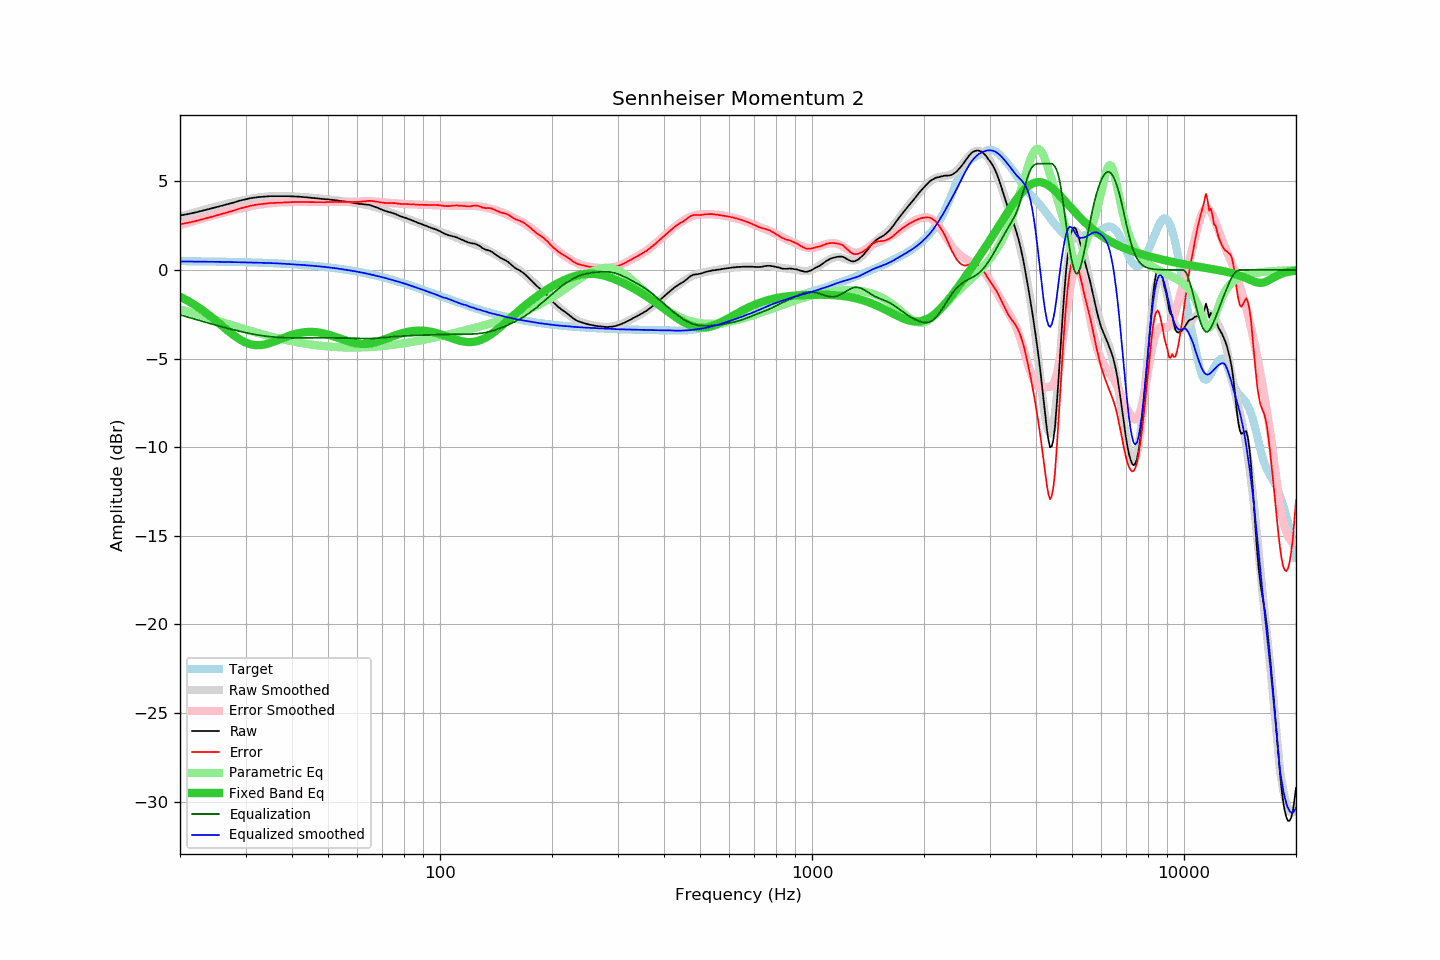 Sennheiser Momentum 2
5
0
−5
−10
−15
−20
−25
−30
Amplitude (dBr)
Target
Raw Smoothed
Error Smoothed
Raw
Error
Parametric Eq
Fixed Band Eq
Equalization
Equalized smoothed
100
1000
10000
Frequency (Hz)